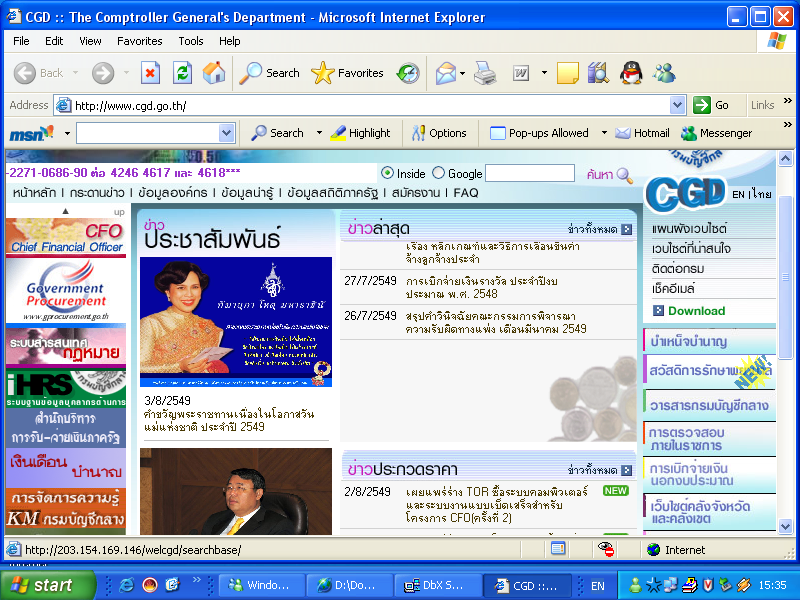 CGD :: The Comptroller General's Department - Microsoft Internet Explorer
File Edit View Favorites Tools Help
Back Search Favorites
Address http://www.cgd.go.th/ Go Links »
msn Search Highlight Options Pop-ups Allowed Hotmail Messenger »
-2271-0686-90 ต่อ 4246 4617 และ 4618***
Inside Google ค้นหา
หน้าหลัก | กระดานข่าว | ข้อมูลองค์กร | ข้อมูลน่ารู้ | ข้อมูลสถิติภาครัฐ | สมัครงาน | FAQ
CGD EN | ไทย
up
CFO
Chief Financial Officer
Government
Procurement
www.gprocurement.go.th
ระบบสารสนเทศ
กฎหมาย
iHRS
สำนักบริหาร
การรับ-จ่ายเงินภาครัฐ
เงินเดือน
บำนาญ
การจัดการความรู้
KM กรมบัญชีกลาง
ข่าว
ประชาสัมพันธ์
ทีฆายุกา โหตุ มหาราชินี
3/8/2549
คำขวัญพระราชทานเนื่องในโอกาสวัน
แม่แห่งชาติ ประจำปี 2549
ข่าวล่าสุด ข่าวทั้งหมด
เรื่อง หลักเกณฑ์และวิธีการเลื่อนขั้นค่า
จ้างลูกจ้างประจำ
27/7/2549 การเบิกจ่ายเงินรางวัล ประจำปีงบ
ประมาณ พ.ศ. 2548
26/7/2549 สรุปคำวินิจฉัยคณะกรรมการพิจารณา
ความรับผิดทางแพ่ง เดือนมีนาคม 2549
ข่าวประกวดราคา ข่าวทั้งหมด
2/8/2549 เผยแพร่ร่าง TOR ซื้อระบบคอมพิวเตอร์ NEW
และระบบงานแบบเบ็ดเสร็จสำหรับ
โครงการ CFO(ครั้งที่ 2)
แผนผังเวบไซต์
เวบไซต์ที่น่าสนใจ
ติดต่อกรม
เช็คอีเมล์
Download
บำเหน็จบำนาญ
สวัสดิการรักษาพยาบาล NEW!
วารสารกรมบัญชีกลาง
การตรวจสอบ
ภายในราชการ
การเบิกจ่ายเงิน
นอกงบประมาณ
เว็บไซต์คลังจังหวัด
และคลังเขต
http://203.154.169.146/welcgd/searchbase/ Internet
start » Windo... D:\Do... DbX S... CGD ::... EN 15:35